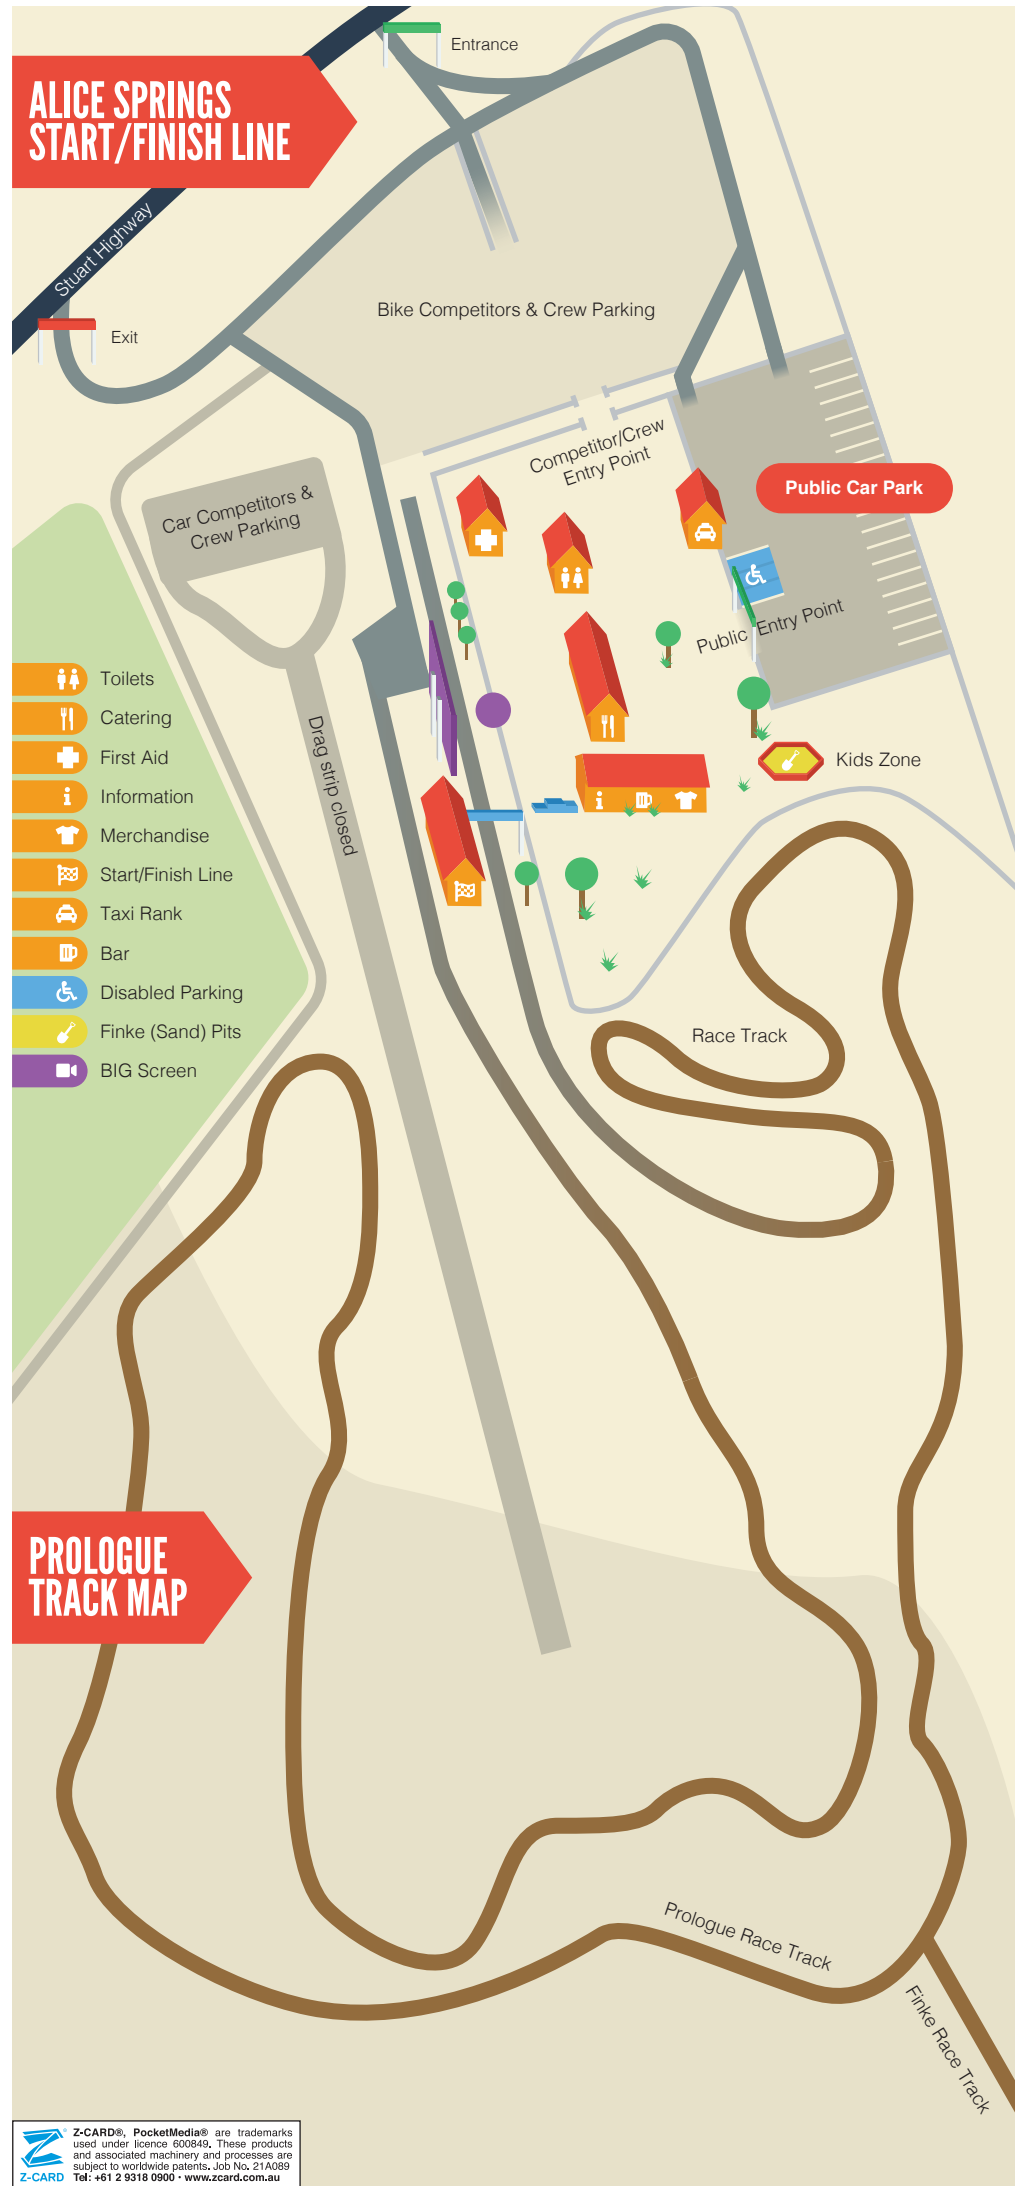 Entrance
ALICE SPRINGS
START/FINISH LINE
Stuart Highway
Exit
Bike Competitors & Crew Parking
Competitor/Crew
Entry Point
Car Competitors &
Crew Parking
Public Car Park
Public Entry Point
Toilets
Catering
First Aid
Information
Merchandise
Start/Finish Line
Taxi Rank
Bar
Disabled Parking
Finke (Sand) Pits
BIG Screen
Drag strip closed
Kids Zone
Race Track
PROLOGUE
TRACK MAP
Prologue Race Track
Finke Race Track
Z-CARD
Z-CARD®, PocketMedia® are trademarks
used under licence 600849. These products
and associated machinery and processes are
subject to worldwide patents. Job No. 21A089
Tel: +61 2 9318 0900 • www.zcard.com.au